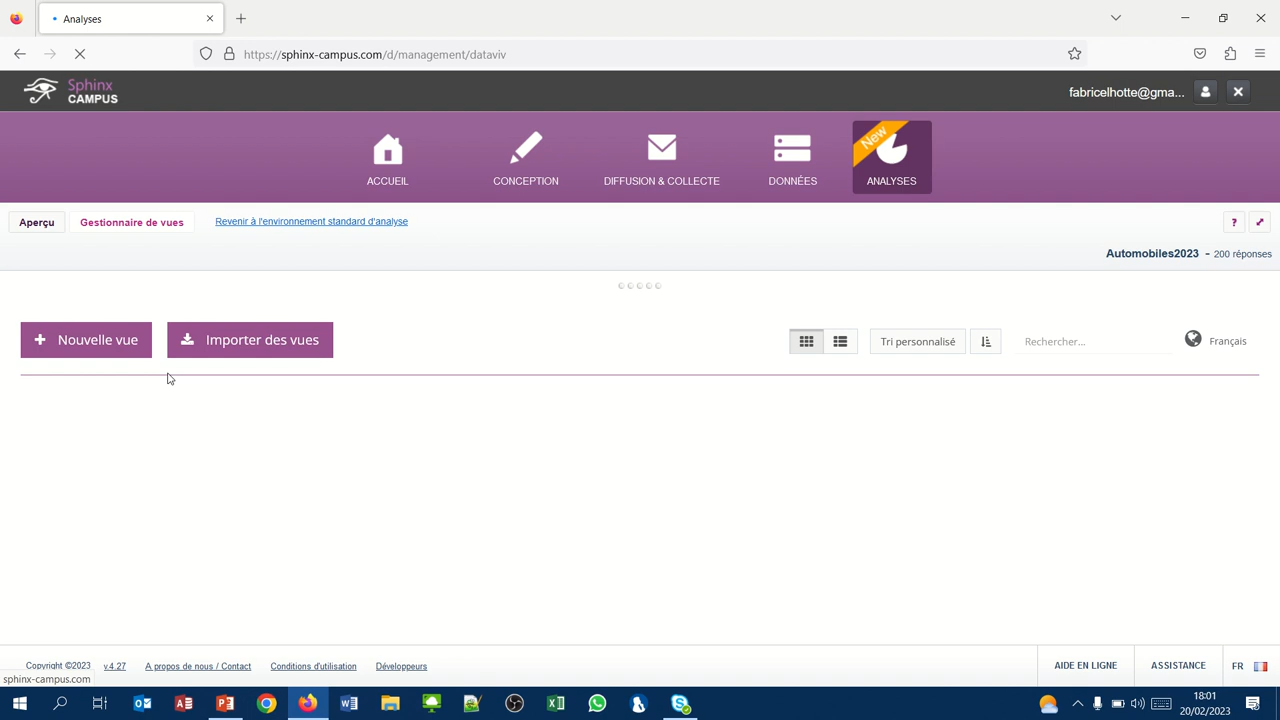 Analyses
https://sphinx-campus.com/d/management/dataviv
Sphinx
CAMPUS
fabricelhotte@gma...
ACCUEIL
CONCEPTION
DIFFUSION & COLLECTE
DONNÉES
New
ANALYSES
Aperçu
Gestionnaire de vues
Revenir à l'environnement standard d'analyse
?
Automobiles2023 - 200 réponses
+ Nouvelle vue
Importer des vues
Tri personnalisé
Rechercher...
Français
Copyright ©2023
v.4.27
A propos de nous / Contact
Conditions d'utilisation
Développeurs
AIDE EN LIGNE
ASSISTANCE
FR
sphinx-campus.com
18:01
20/02/2023